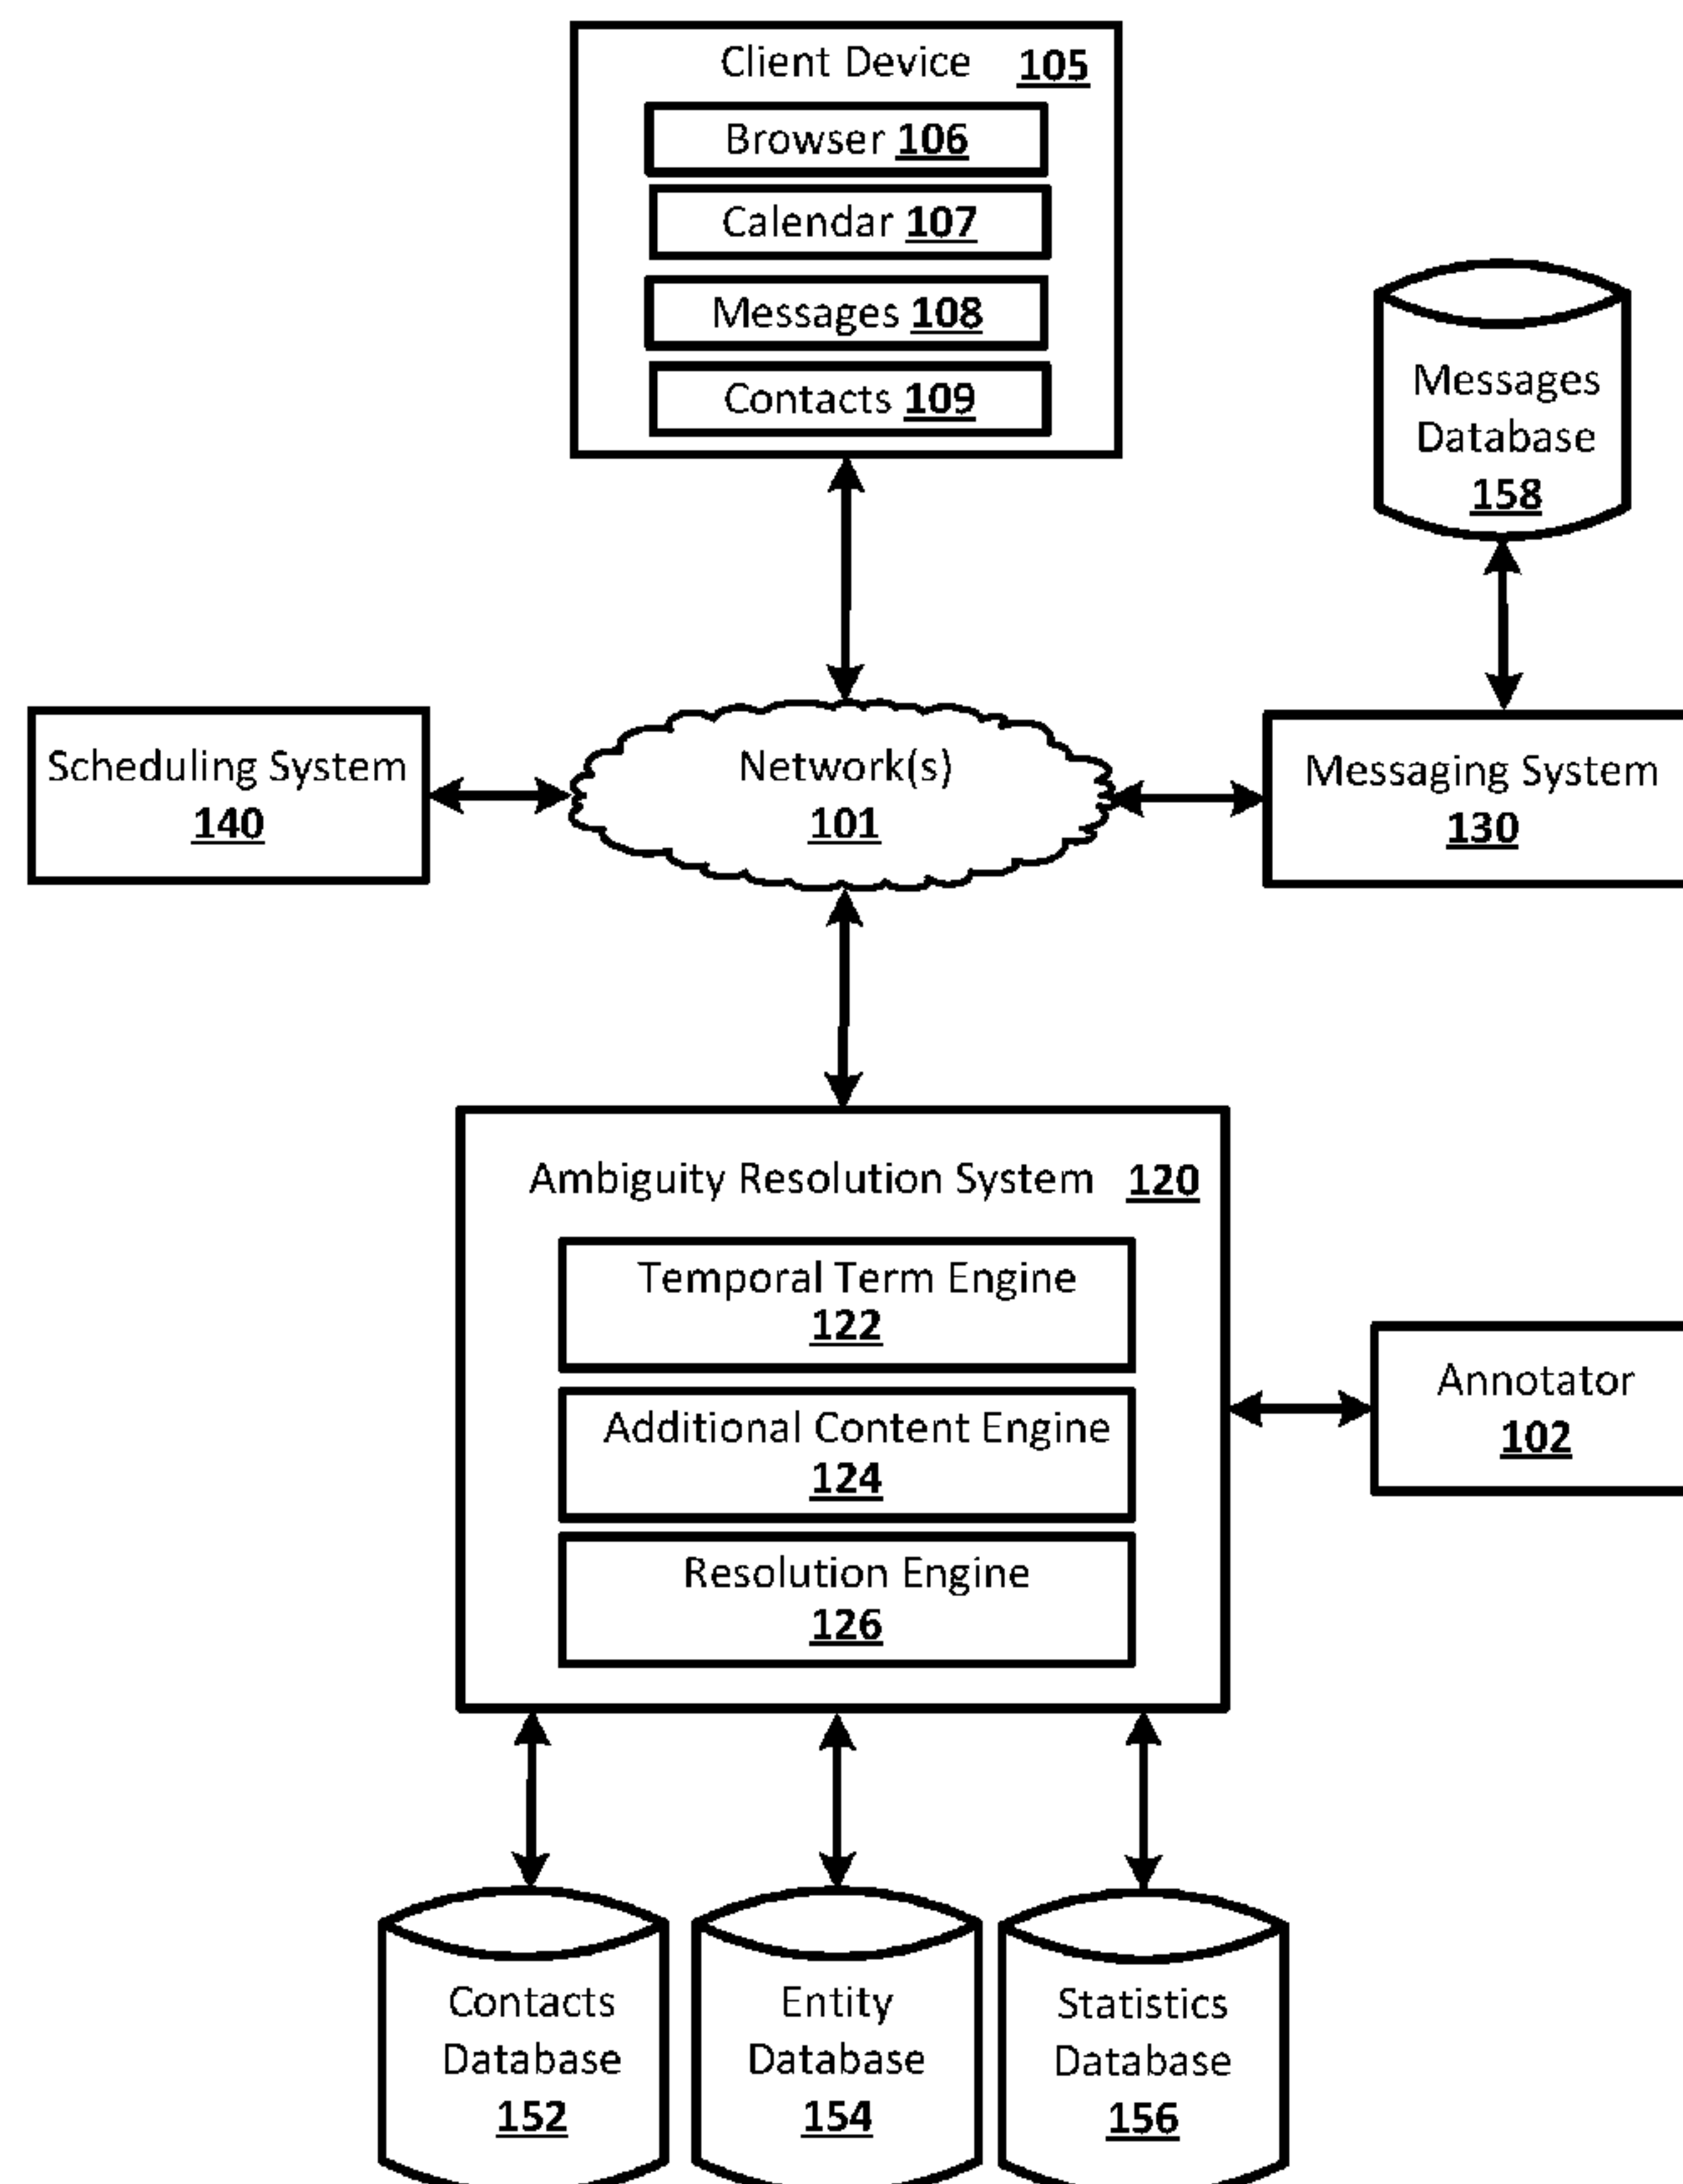 Client Device 105
Browser 106
Calendar 107
Messages 108
Contacts 109
Messages
Database
158
Scheduling System
140
Network(s)
101
Messaging System
130
Ambiguity Resolution System 120
Temporal Term Engine
122
Additional Content Engine
124
Resolution Engine
126
Annotator
102
Contacts
Database
152
Entity
Database
154
Statistics
Database
156